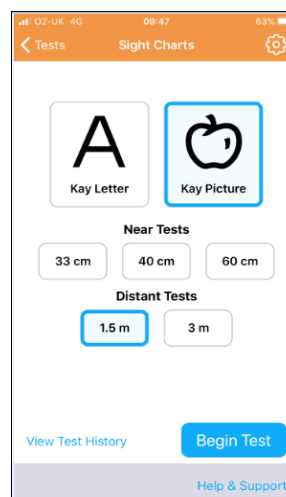 O2-UK 4G 09:47 63%
Tests Sight Charts
A
Kay Letter Kay Picture
Near Tests
33 cm 40 cm 60 cm
Distant Tests
1.5 m 3 m
View Test History Begin Test
Help & Support